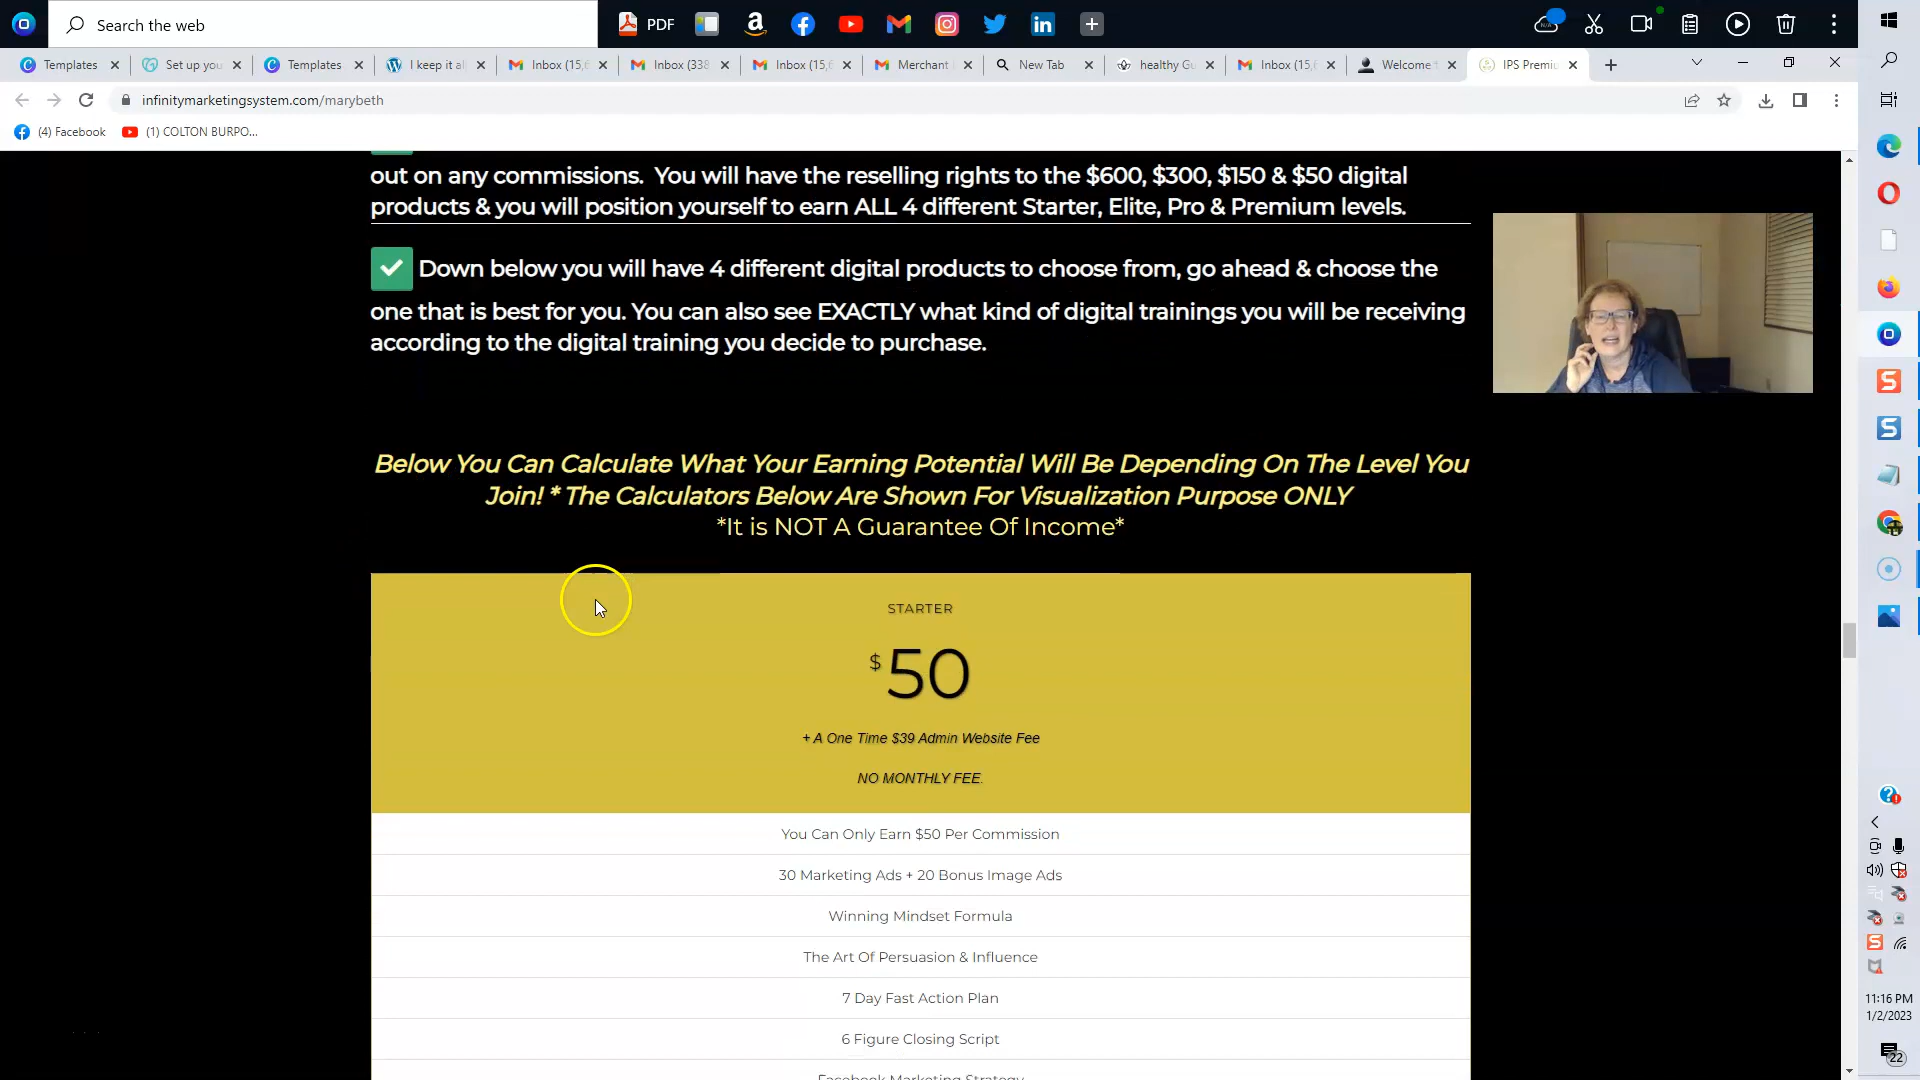 Search the web
PDF
Templates
Set up you
Templates
I keep it al
Inbox (15,6
Inbox (338
Inbox (15,6
Merchant
New Tab
healthy Gu
Inbox (15,
Welcome t
IPS Premiu
infinitymarketingsystem.com/marybeth
(4) Facebook
(1) COLTON BURPO...
out on any commissions. You will have the reselling rights to the $600, $300, $150 & $50 digital
products & you will position yourself to earn ALL 4 different Starter, Elite, Pro & Premium levels.
Down below you will have 4 different digital products to choose from, go ahead & choose the
one that is best for you. You can also see EXACTLY what kind of digital trainings you will be receiving
according to the digital training you decide to purchase.
Below You Can Calculate What Your Earning Potential Will Be Depending On The Level You
Join! * The Calculators Below Are Shown For Visualization Purpose ONLY
*It is NOT A Guarantee Of Income*
STARTER
$50
+ A One Time $39 Admin Website Fee
NO MONTHLY FEE.
You Can Only Earn $50 Per Commission
30 Marketing Ads + 20 Bonus Image Ads
Winning Mindset Formula
The Art Of Persuasion & Influence
7 Day Fast Action Plan
6 Figure Closing Script
Facebook Marketing Strategy
11:16 PM
1/2/2023
22